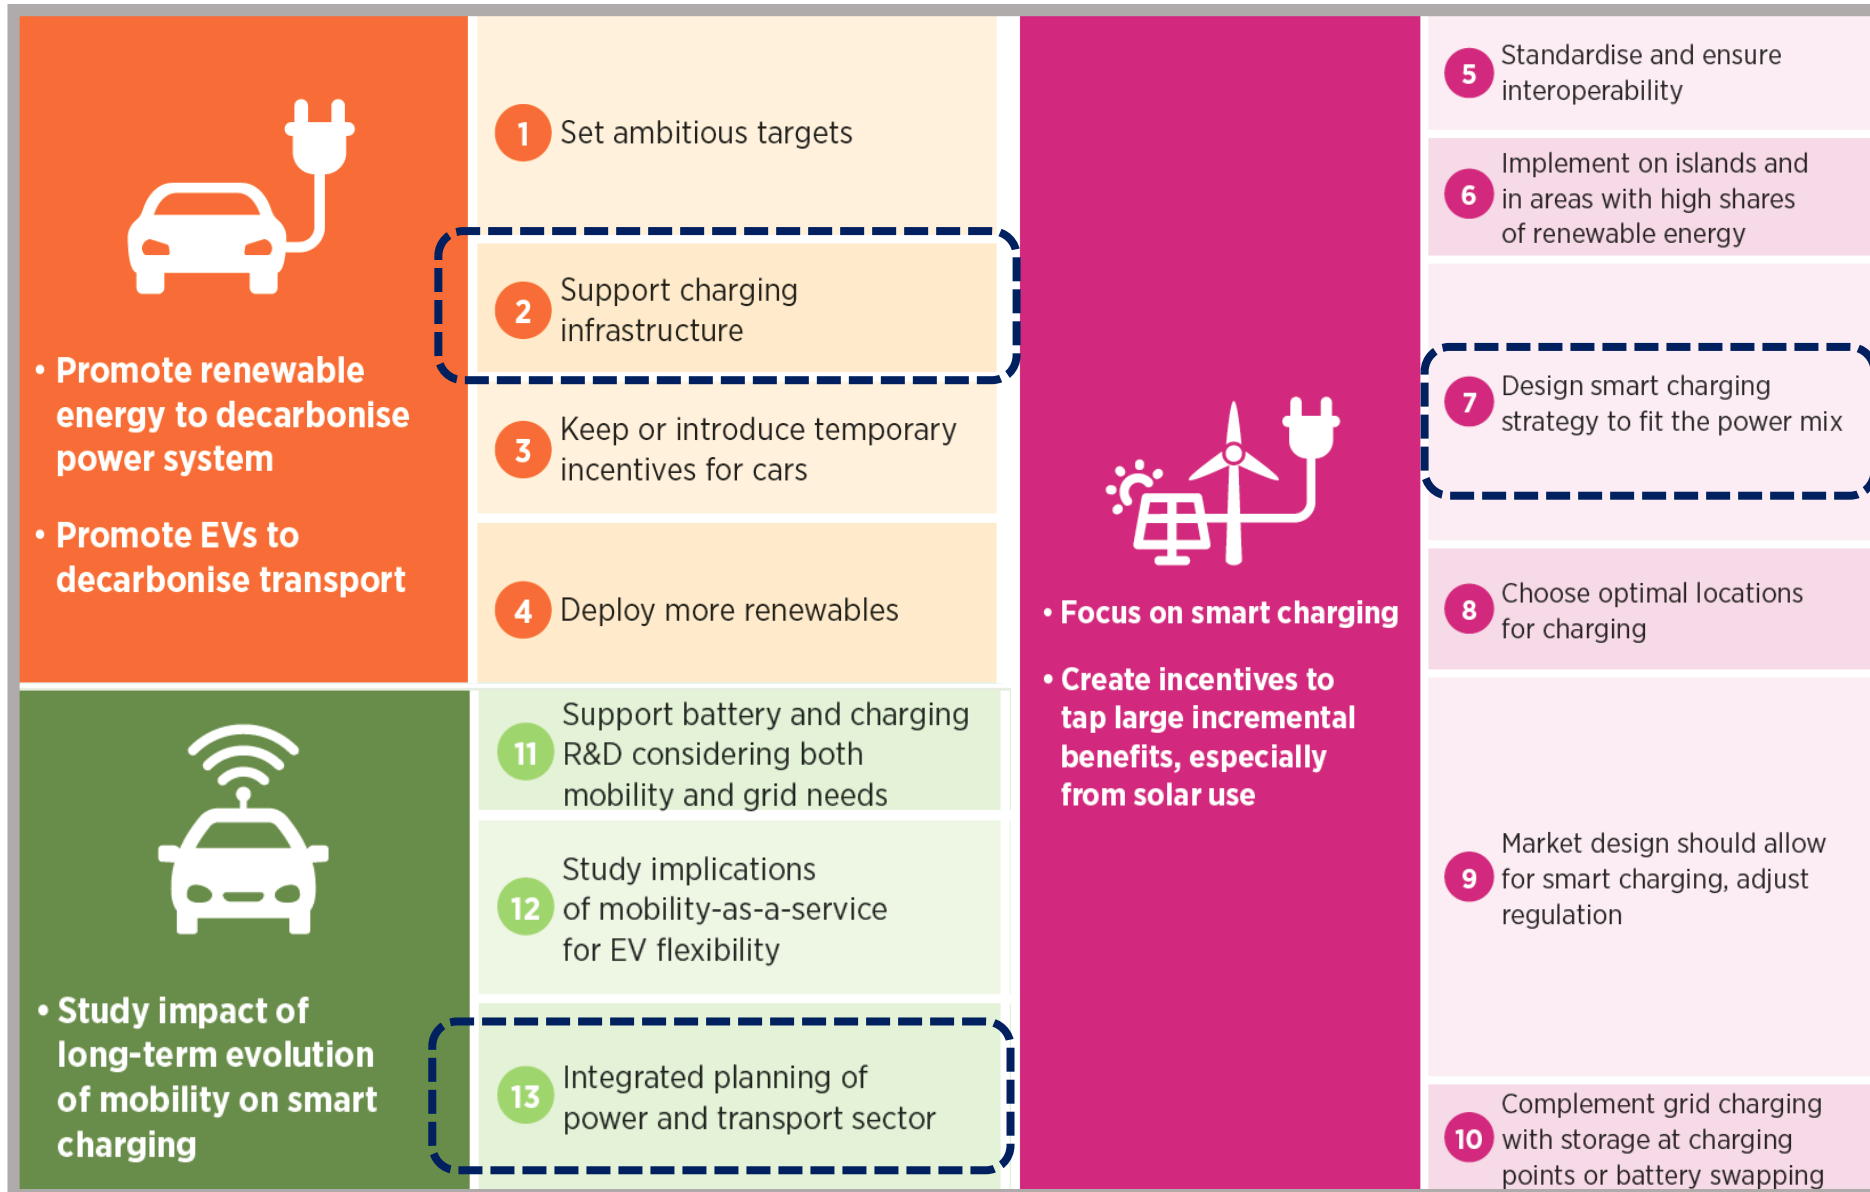 • Promote renewable
energy to decarbonise
power system
• Promote EVs to
decarbonise transport
1 Set ambitious targets
2 Support charging
infrastructure
3 Keep or introduce temporary
incentives for cars
4 Deploy more renewables
• Study impact of
long-term evolution
of mobility on smart
charging
11 Support battery and charging
R&D considering both
mobility and grid needs
12 Study implications
of mobility-as-a-service
for EV flexibility
13 Integrated planning of
power and transport sector
• Focus on smart charging
• Create incentives to
tap large incremental
benefits, especially
from solar use
5 Standardise and ensure
interoperability
6 Implement on islands and
in areas with high shares
of renewable energy
7 Design smart charging
strategy to fit the power mix
8 Choose optimal locations
for charging
9 Market design should allow
for smart charging, adjust
regulation
10 Complement grid charging
with storage at charging
points or battery swapping